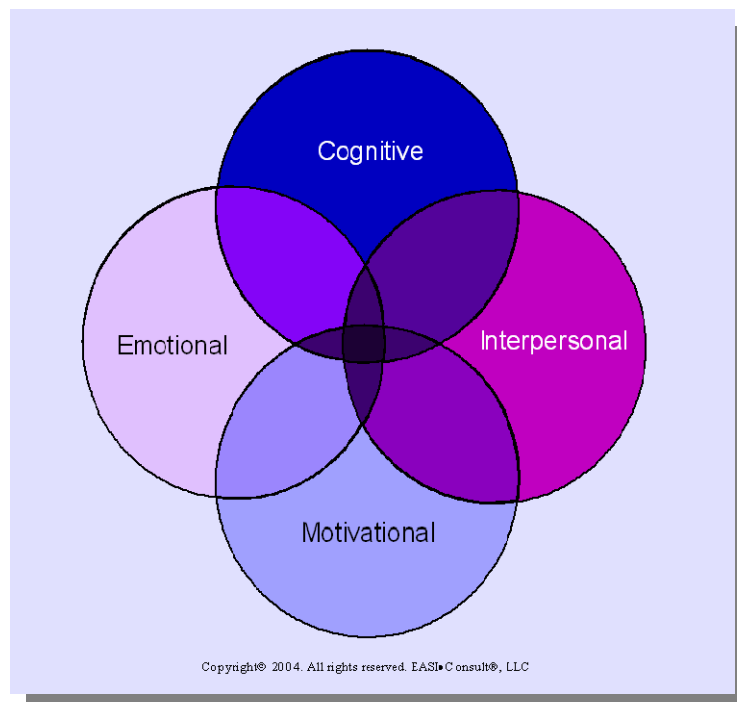 Cognitive
Emotional
Interpersonal
Motivational
Copyright© 2004. All rights reserved. EASI•Consult®, LLC